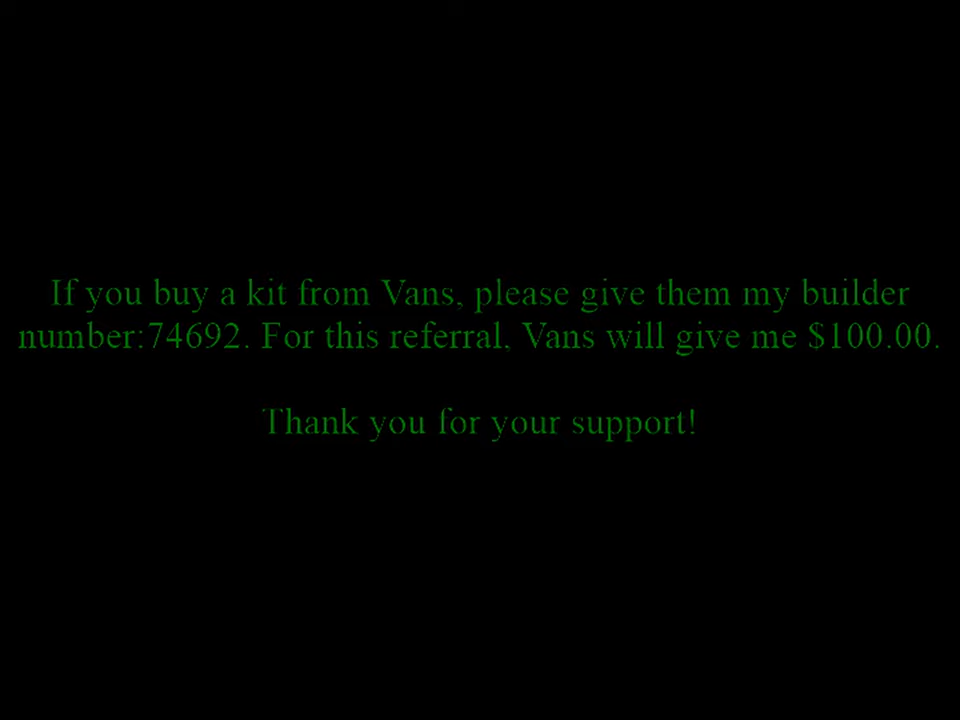 If you buy a kit from Vans, please give them my builder
number:74692. For this referral, Vans will give me $100.00.
Thank you for your support!